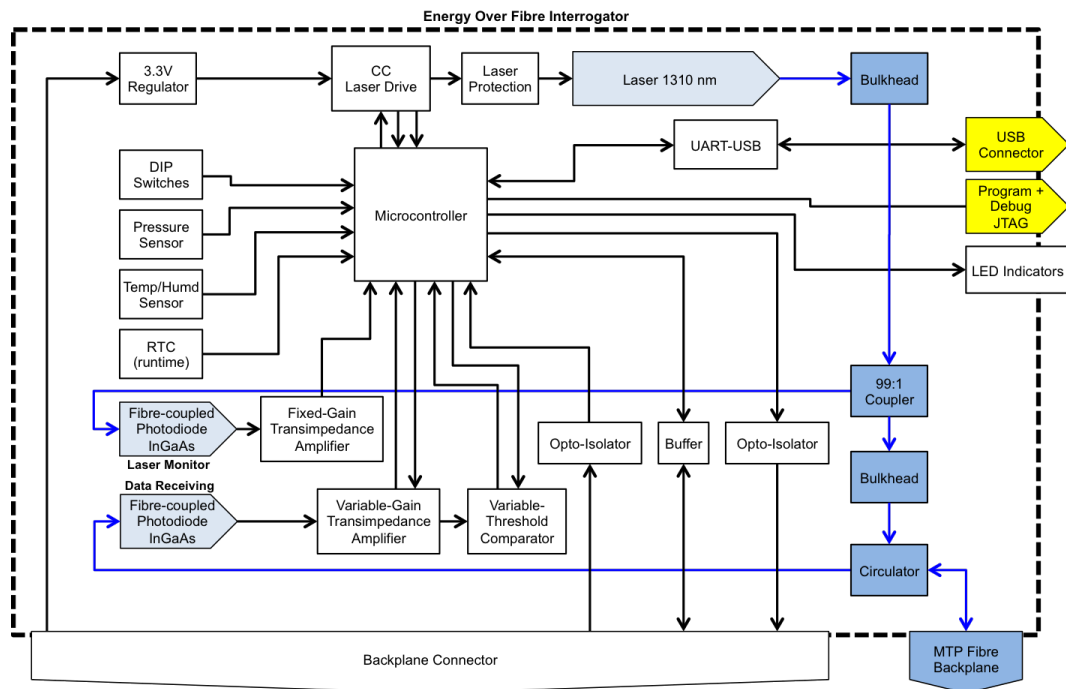 Energy Over Fibre Interrogator
3.3V
Regulator
CC
Laser Drive
Laser
Protection
Laser 1310 nm
Bulkhead
UART-USB
USB
Connector
DIP
Switches
Microcontroller
Program +
Debug
JTAG
Pressure
Sensor
LED Indicators
Temp/Humd
Sensor
RTC
(runtime)
99:1
Coupler
Fibre-coupled
Photodiode
InGaAs
Laser Monitor
Fixed-Gain
Transimpedance
Amplifier
Opto-Isolator
Buffer
Opto-Isolator
Bulkhead
Data Receiving
Fibre-coupled
Photodiode
InGaAs
Variable-Gain
Transimpedance
Amplifier
Variable-
Threshold
Comparator
Circulator
Backplane Connector
MTP Fibre
Backplane